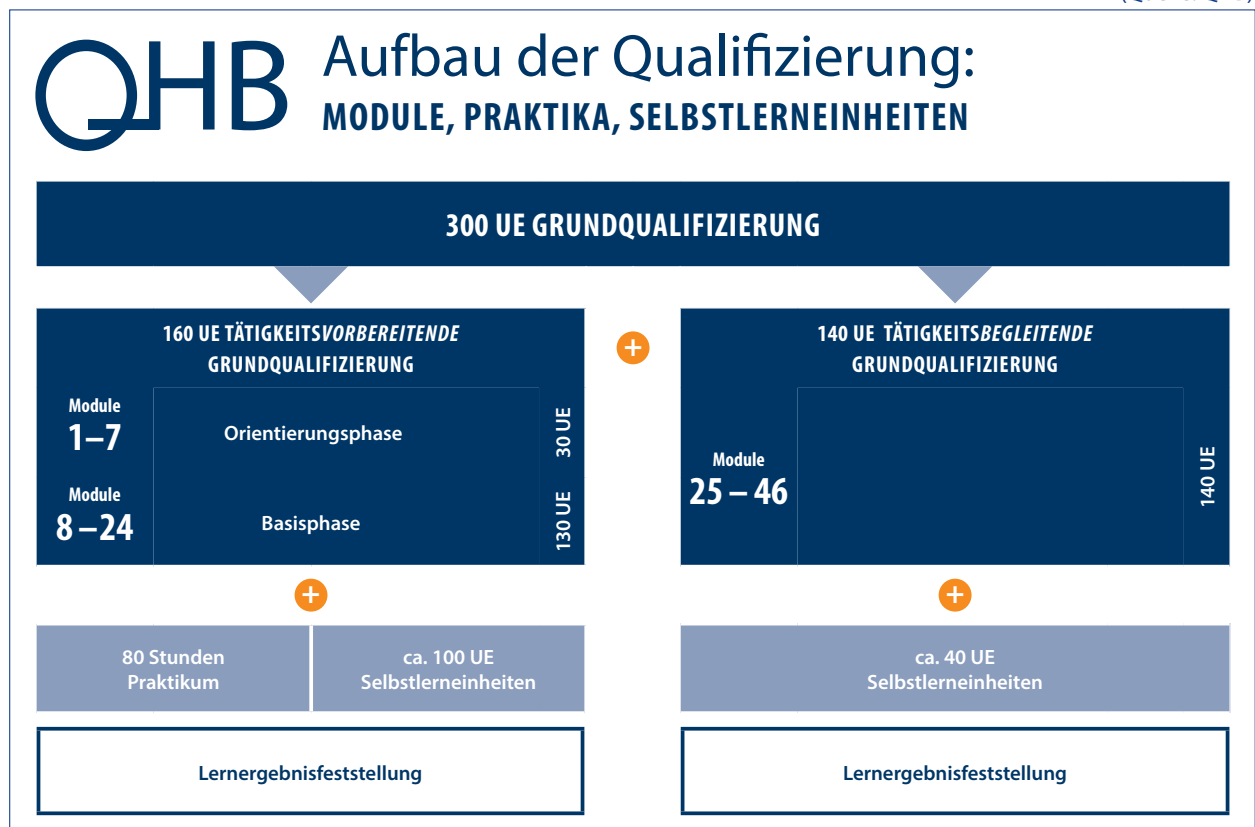 QHB
Aufbau der Qualifizierung:
MODULE, PRAKTIKA, SELBSTLERNEINHEITEN
300 UE GRUNDQUALIFIZIERUNG
160 UE TÄTIGKEITSVORBEREITENDE
GRUNDQUALIFIZIERUNG
Module
1–7
Orientierungsphase
30 UE
Module
8–24
Basisphase
130 UE
+
140 UE TÄTIGKEITSBEGLEITENDE
GRUNDQUALIFIZIERUNG
Module
25 – 46
140 UE
+
80 Stunden
Praktikum
ca. 100 UE
Selbstlerneinheiten
+
ca. 40 UE
Selbstlerneinheiten
Lernergebnisfeststellung
Lernergebnisfeststellung